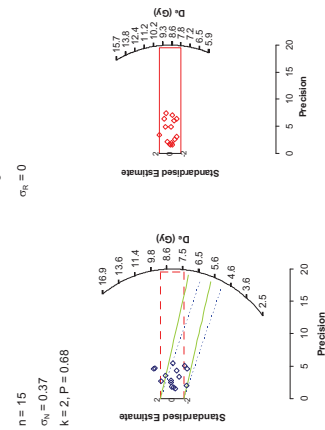 n = 15
σN = 0.37
k = 2, P = 0.68
Standardised Estimate
2
0
-2
16.9
13.6
11.4
9.8
8.6
7.5
6.5
5.6
4.6
3.6
2.5
Dₑ (Gy)
0 5 10 15 20
Precision
σR = 0
Standardised Estimate
2
0
-2
15.7
13.8
12.4
11.2
10.2
9.3
8.6
7.8
7.2
6.5
5.9
Dₑ (Gy)
0 5 10 15 20
Precision